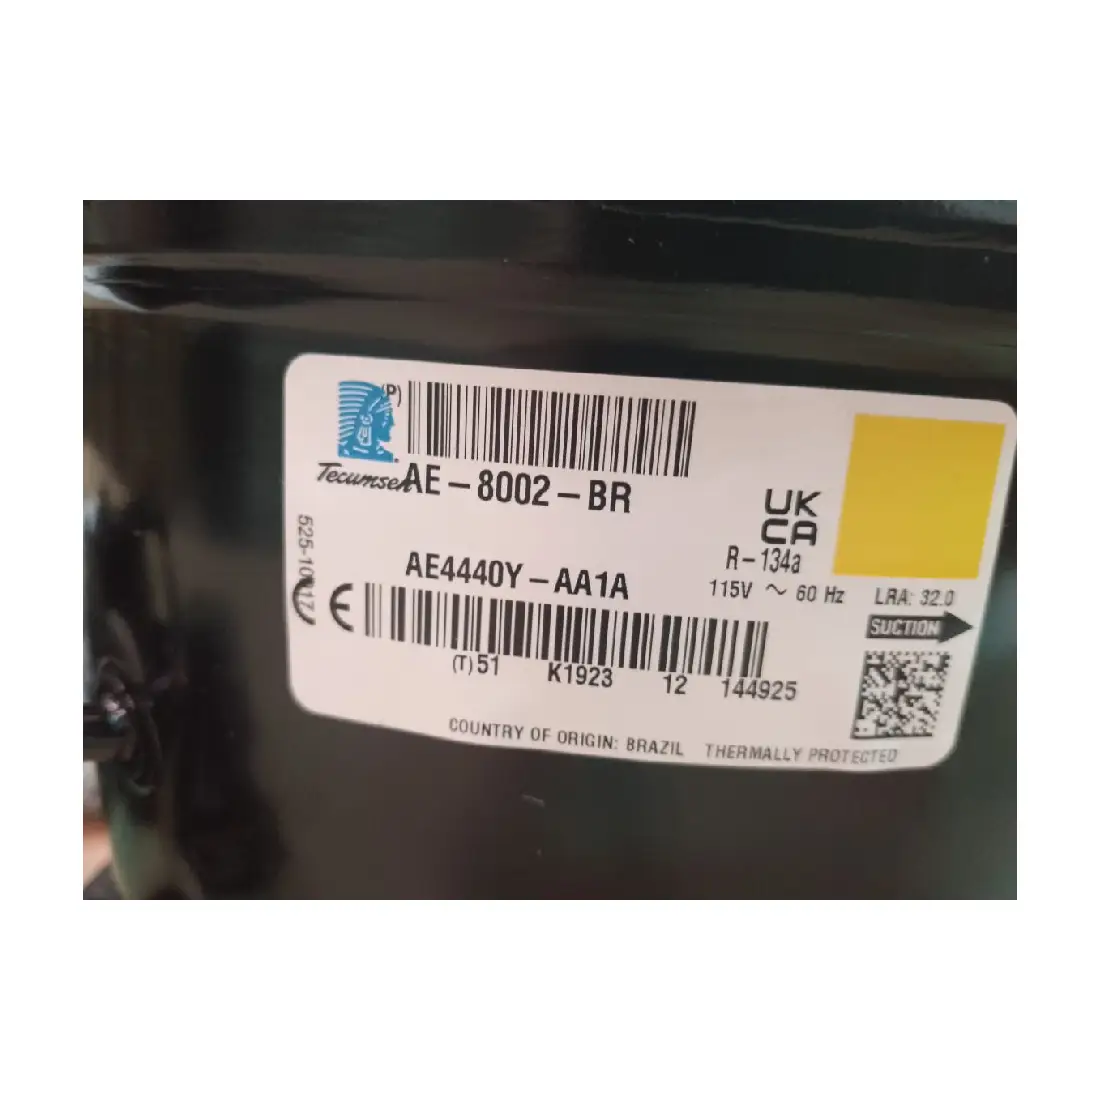 (P)
Tecumseh
AE-8002-BR
UK
CA
R-134a
AE4440Y-AA1A
115V ~ 60 Hz
LRA: 32.0
CE
SUCTION
(T)51 K1923 12 144925
COUNTRY OF ORIGIN: BRAZIL THERMALLY PROTECTED